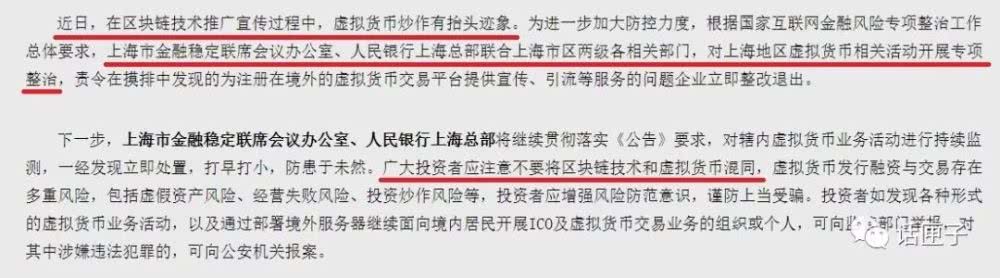 近日，在区块链技术推广宣传过程中，虚拟货币炒作有抬头迹象。为进一步加大防控力度，根据国家互联网金融风险专项整治工作
总体要求，上海市金融稳定联席会议办公室、人民银行上海总部联合上海市区两级各相关部门，对上海地区虚拟货币相关活动开展专项
整治，责令在摸排中发现的为注册在境外的虚拟货币交易平台提供宣传、引流等服务的问题企业立即整改退出。
下一步，上海市金融稳定联席会议办公室、人民银行上海总部将继续贯彻落实《公告》要求，对辖内虚拟货币业务活动进行持续监
测，一经发现立即处置，打早打小，防患于未然。广大投资者应注意不要将区块链技术和虚拟货币混同，虚拟货币发行融资与交易存在
多重风险，包括虚假资产风险、经营失败风险、投资炒作风险等，投资者应增强风险防范意识，谨防上当受骗。投资者如发现各种形式
的虚拟货币业务活动，以及通过部署境外服务器继续面向境内居民开展ICO及虚拟货币交易业务的组织或个人，可向监 部门举报，对
其中涉嫌违法犯罪的，可向公安机关报案。
话匣子